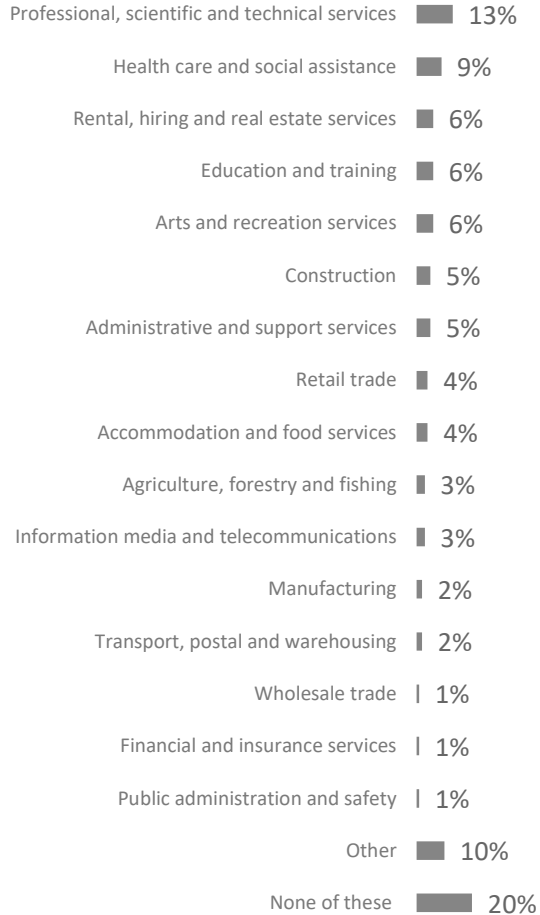 Professional, scientific and technical services 13%
Health care and social assistance 9%
Rental, hiring and real estate services 6%
Education and training 6%
Arts and recreation services 6%
Construction 5%
Administrative and support services 5%
Retail trade 4%
Accommodation and food services 4%
Agriculture, forestry and fishing 3%
Information media and telecommunications 3%
Manufacturing 2%
Transport, postal and warehousing 2%
Wholesale trade 1%
Financial and insurance services 1%
Public administration and safety 1%
Other 10%
None of these 20%